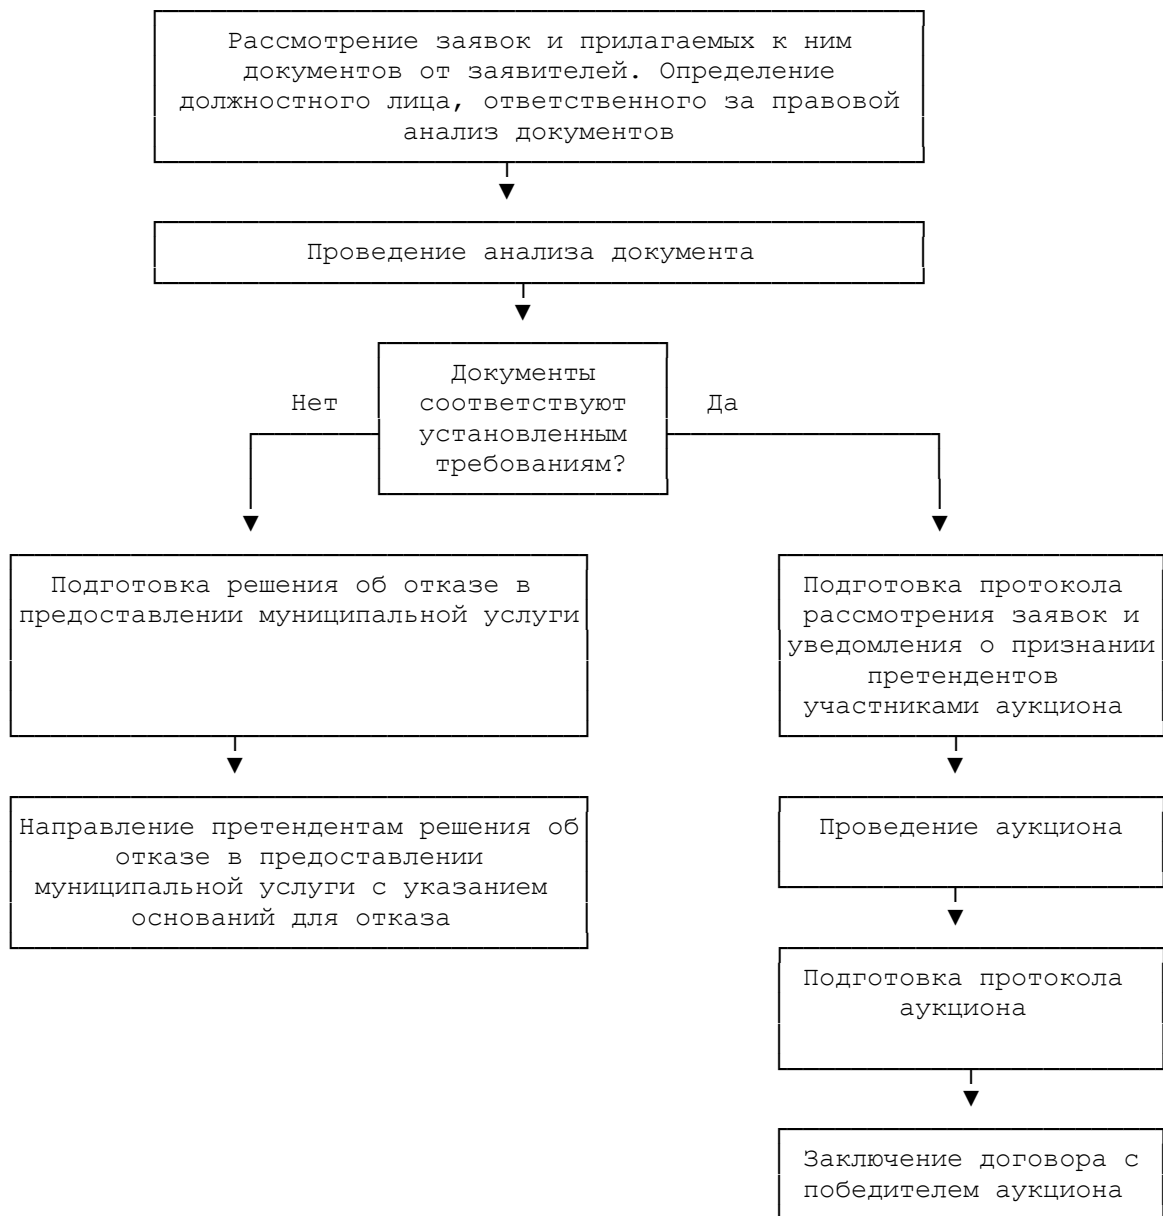 Рассмотрение заявок и прилагаемых к ним
документов от заявителей. Определение
должностного лица, ответственного за правовой
анализ документов
Проведение анализа документа
Документы
соответствуют
установленным
требованиям?
Нет
Да
Подготовка решения об отказе в
предоставлении муниципальной услуги
Направление претендентам решения об
отказе в предоставлении
муниципальной услуги с указанием
оснований для отказа
Подготовка протокола
рассмотрения заявок и
уведомления о признании
претендентов
участниками аукциона
Проведение аукциона
Подготовка протокола
аукциона
Заключение договора с
победителем аукциона